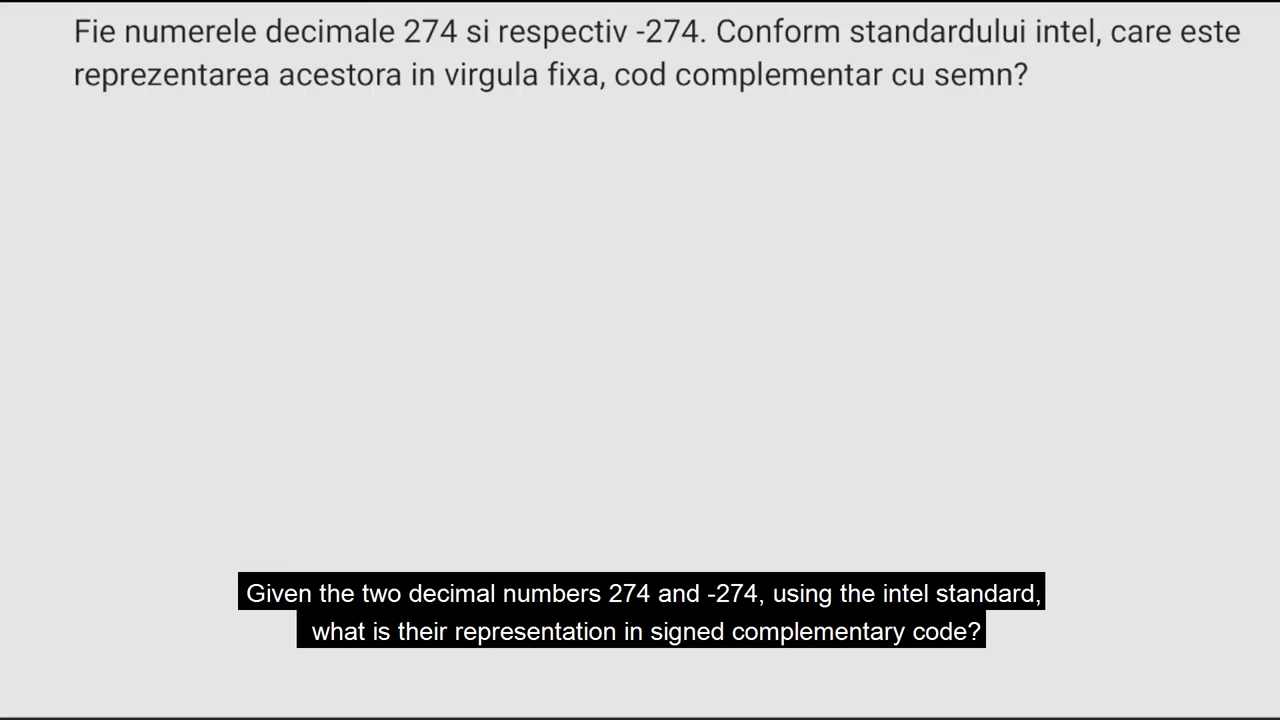 Fie numerele decimale 274 si respectiv -274. Conform standardului intel, care este
reprezentarea acestora in virgula fixa, cod complementar cu semn?
Given the two decimal numbers 274 and -274, using the intel standard,
what is their representation in signed complementary code?